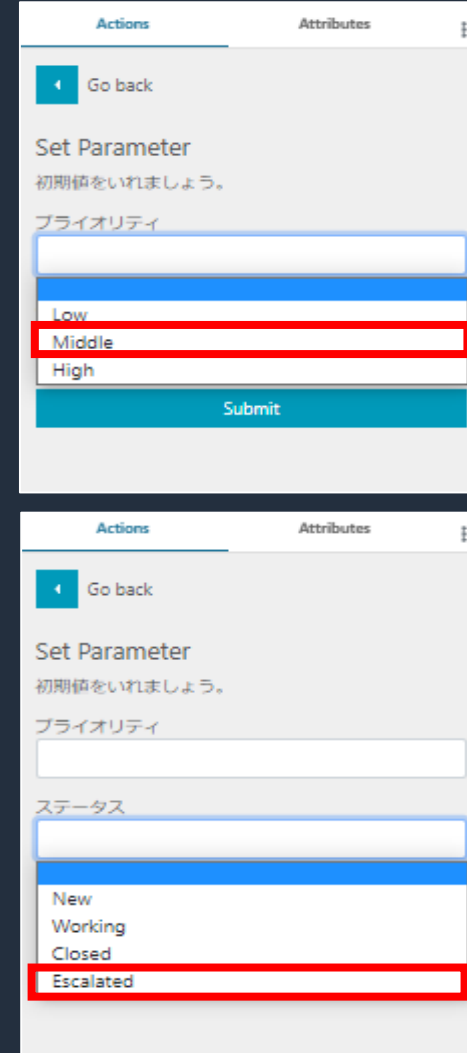 Actions Attributes
Go back
Set Parameter
初期値をいれましょう。
プライオリティ
Low
Middle
High
Submit
Actions Attributes
Go back
Set Parameter
初期値をいれましょう。
プライオリティ
ステータス
New
Working
Closed
Escalated